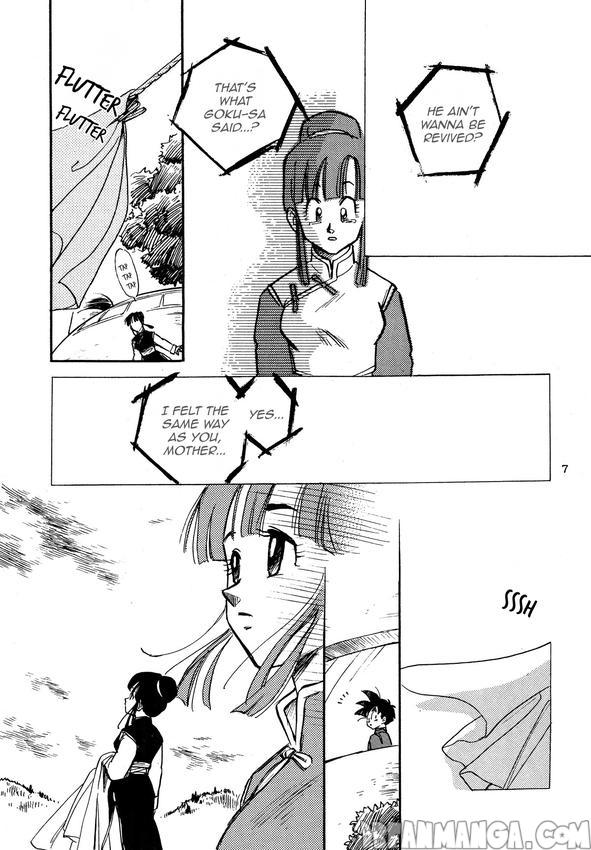 HE AIN'T
WANNA BE
REVIVED?
THAT'S
WHAT
GOKU-SA
SAID...?
FLUTTER
FLUTTER
TAP
TAP
TAP
YES...
I FELT THE
SAME WAY
AS YOU,
MOTHER...
7
SSSH